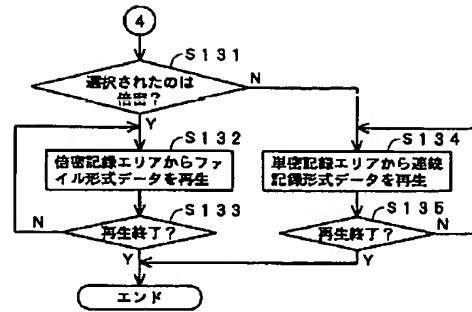 4
S131
選択されたのは
倍密？
N
Y
S132
倍密記録エリアからファ
イル形式データを再生
S134
単密記録エリアから連続
記録形式データを再生
S133
再生終了？
N
Y
S135
再生終了？
N
Y
エンド